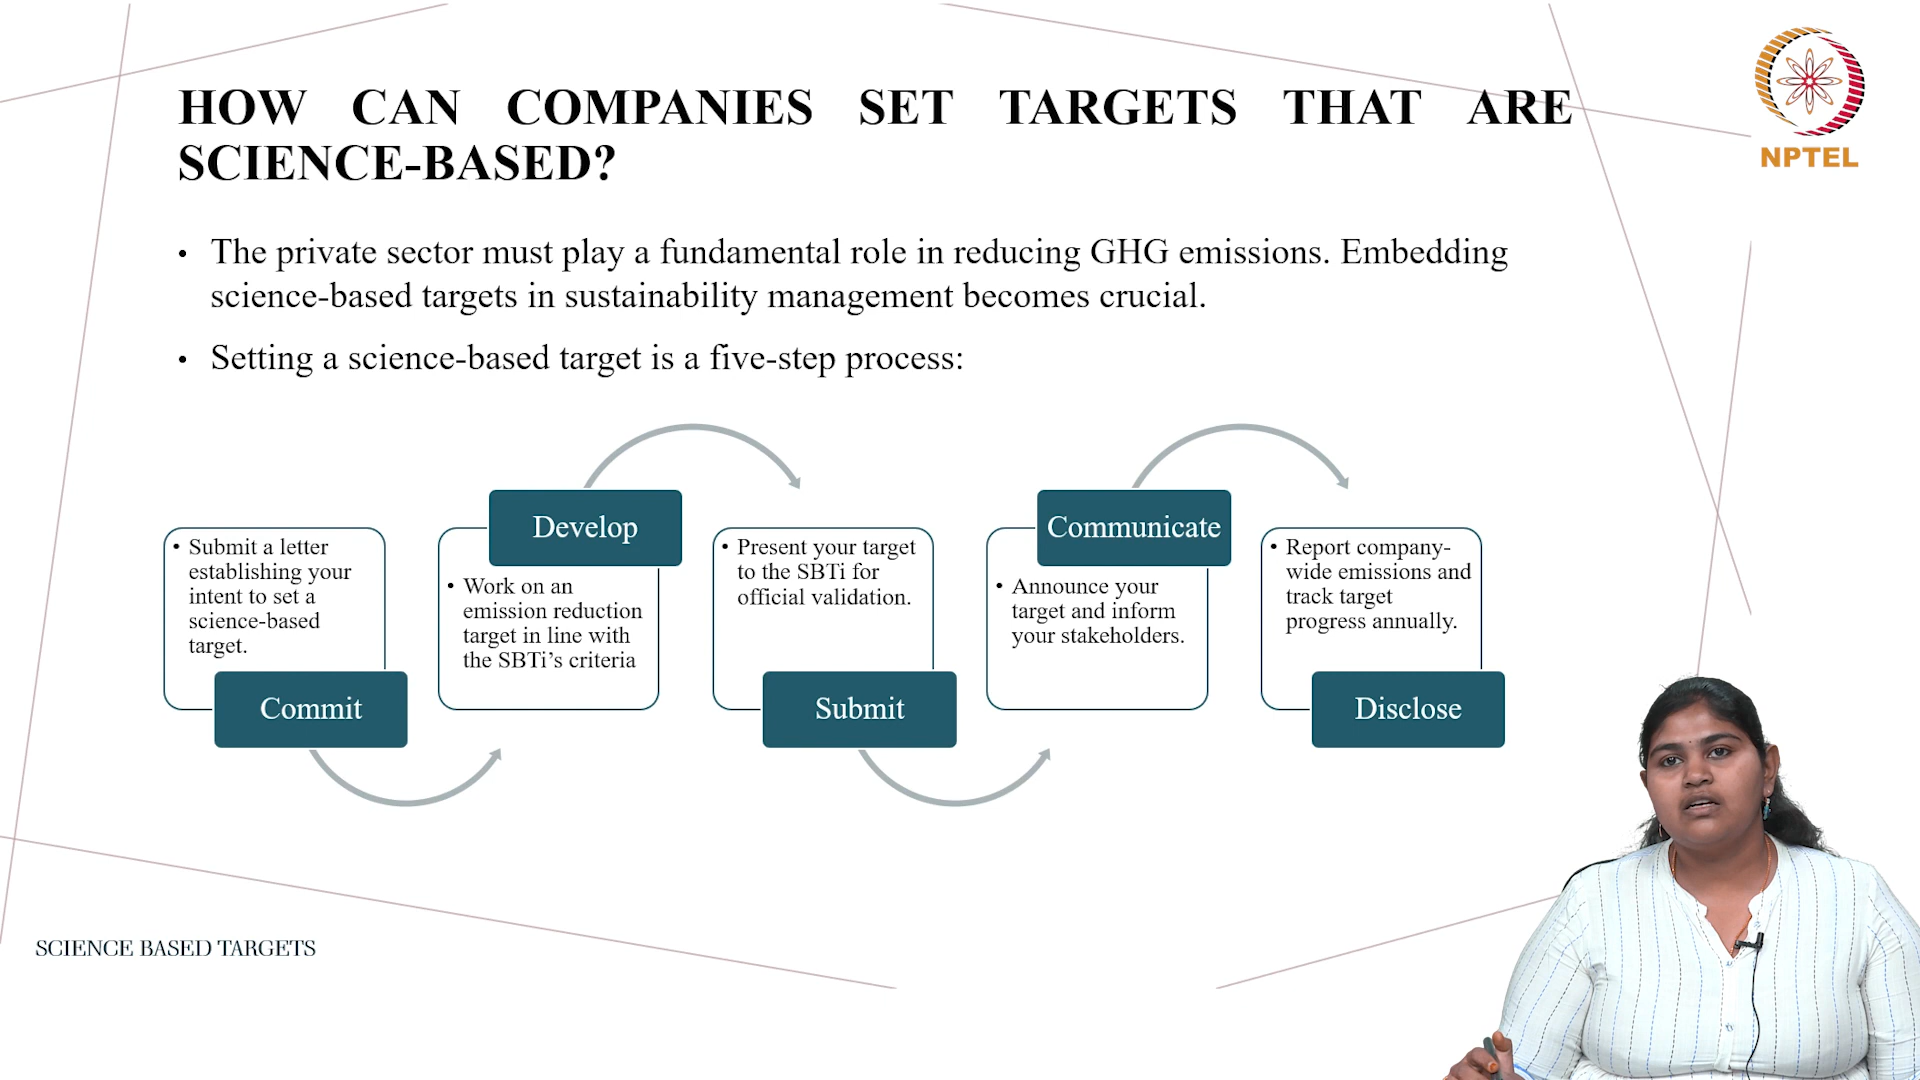 HOW CAN COMPANIES SET TARGETS THAT ARE
SCIENCE-BASED?
NPTEL
• The private sector must play a fundamental role in reducing GHG emissions. Embedding
science-based targets in sustainability management becomes crucial.
• Setting a science-based target is a five-step process:
• Submit a letter
establishing your
intent to set a
science-based
target.
Commit
Develop
• Work on an
emission reduction
target in line with
the SBTi’s criteria
• Present your target
to the SBTi for
official validation.
Submit
Communicate
• Announce your
target and inform
your stakeholders.
• Report company-
wide emissions and
track target
progress annually.
Disclose
SCIENCE BASED TARGETS